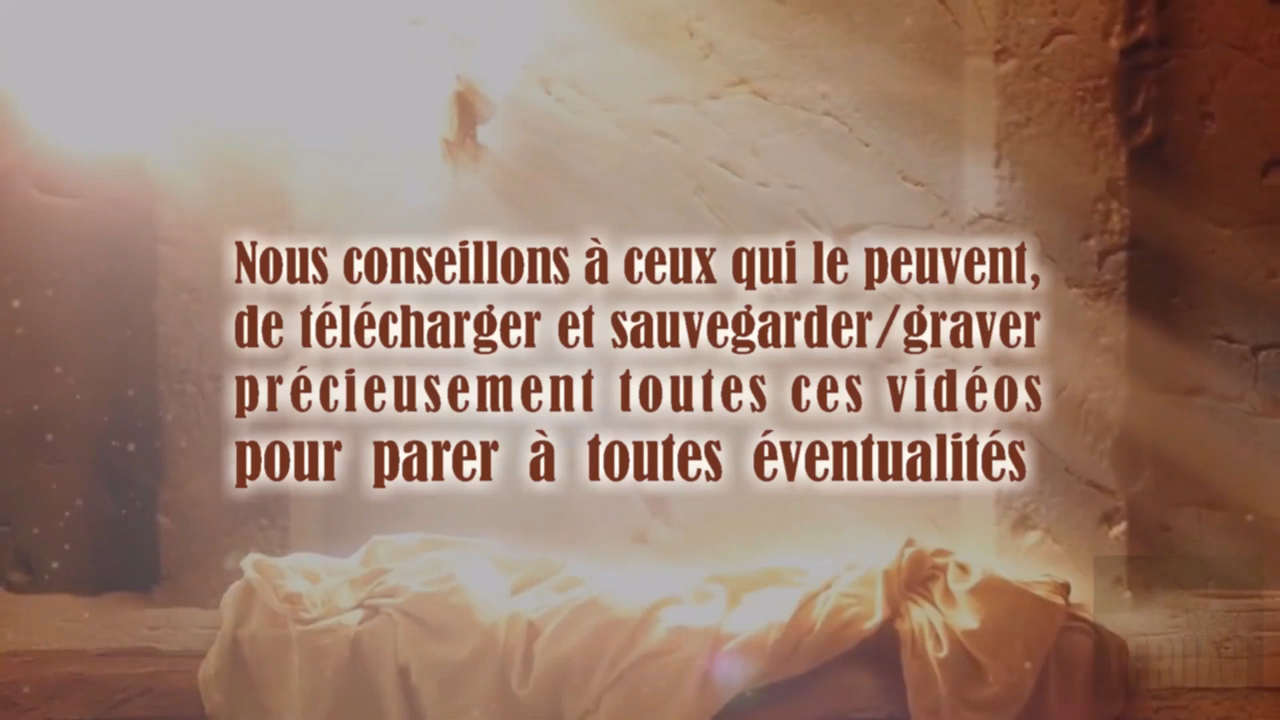 Nous conseillons à ceux qui le peuvent,
de télécharger et sauvegarder/graver
précieusement toutes ces vidéos
pour parer à toutes éventualités